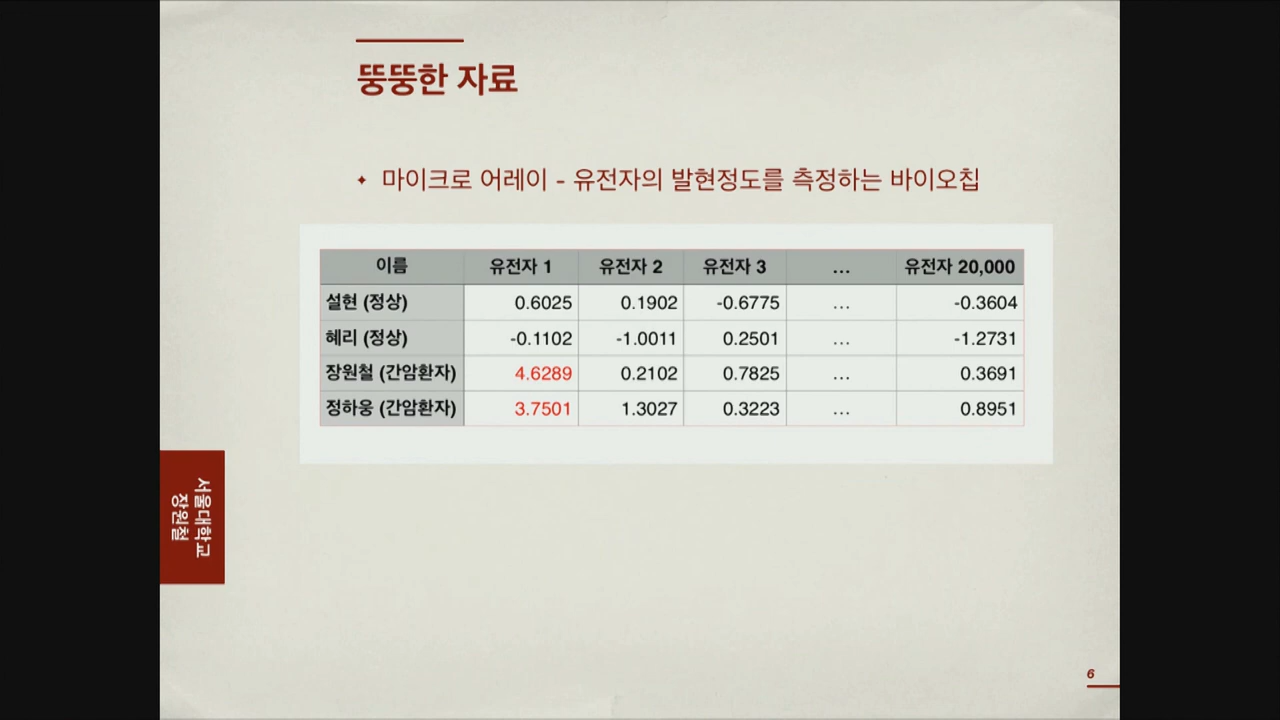 뚱뚱한 자료
✦ 마이크로 어레이 - 유전자의 발현정도를 측정하는 바이오칩
이름 유전자 1 유전자 2 유전자 3 … 유전자 20,000
설현 (정상) 0.6025 0.1902 -0.6775 … -0.3604
혜리 (정상) -0.1102 -1.0011 0.2501 … -1.2731
장원철 (간암환자) 4.6289 0.2102 0.7825 … 0.3691
정하웅 (간암환자) 3.7501 1.3027 0.3223 … 0.8951
서울대학교
장원철
6